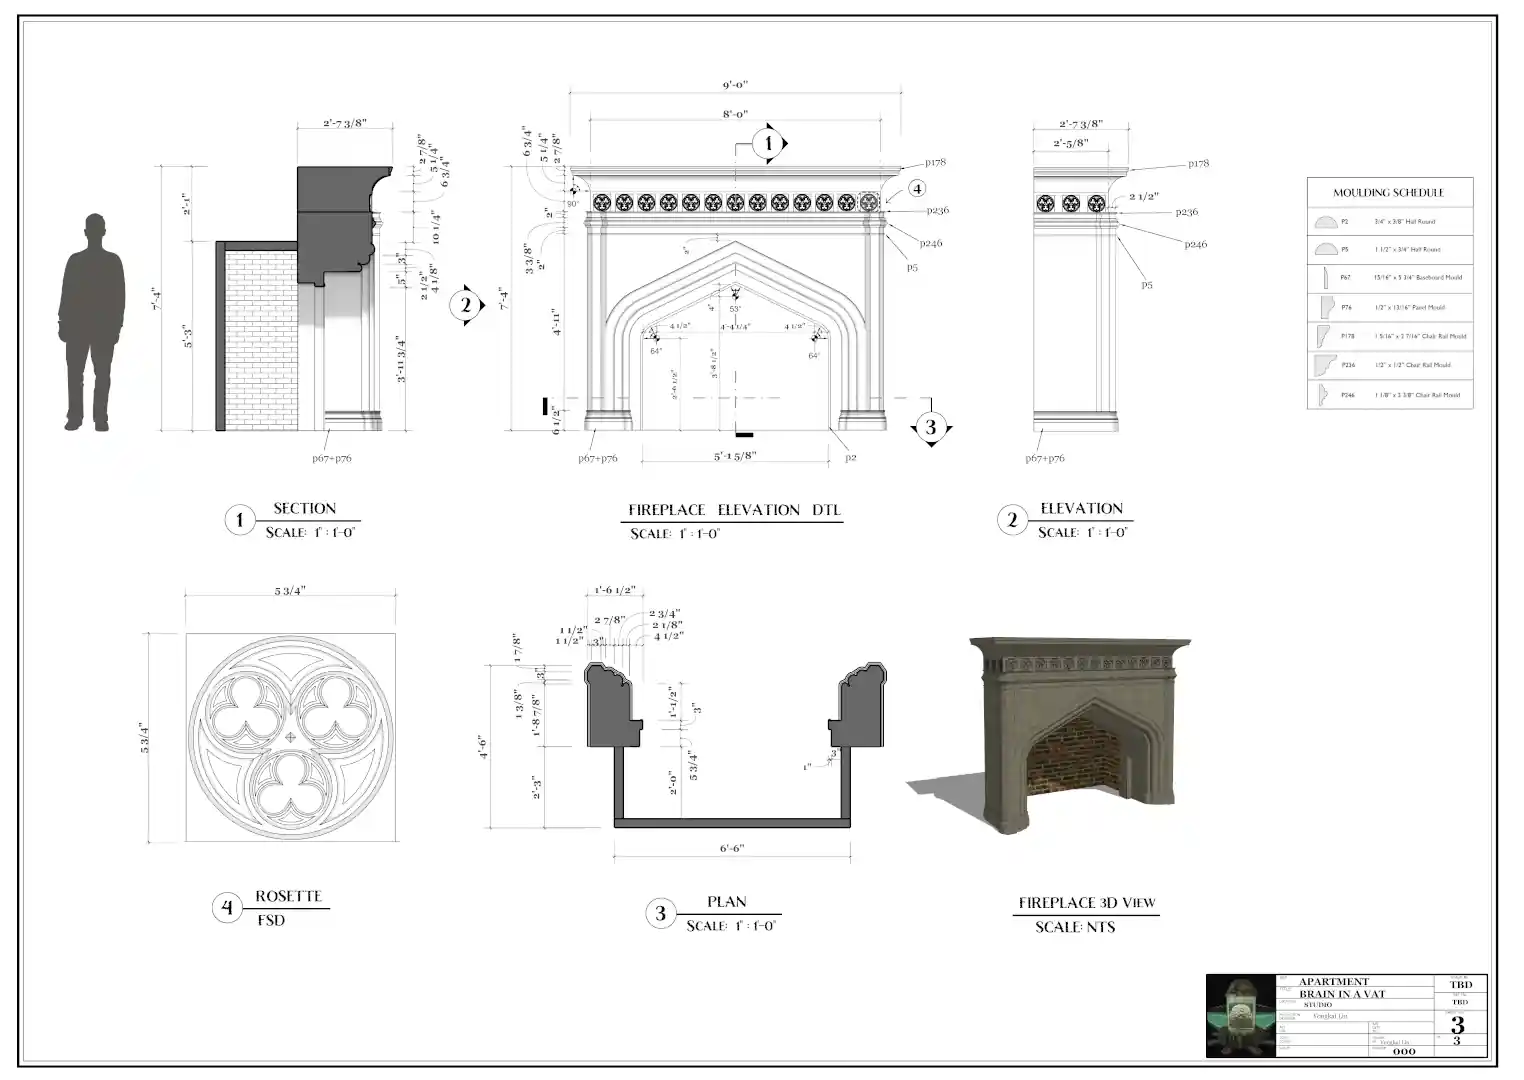 9'-0"
8'-0"
2'-7 3/8"
2 7/8"
5 1/4"
6 3/4"
2'-1"
10 1/4"
3"
5"
2 1/2"
4 1/8"
7'-4"
5'-3"
3'-11 3/4"
p67+p76
1 SECTION
SCALE: 1" : 1'-0"
6 3/4"
5 1/4"
2 7/8"
90°
2"
3 3/8"
2"
7'-4"
4'-11"
6 1/2"
1
2
3
4
p178
p236
p246
p5
2"
4"
53°
4 1/2"
4'-4 1/4"
4 1/2"
64°
64°
2'-6 1/2"
3'-8 1/2"
p67+p76
5'-1 5/8"
p2
FIREPLACE ELEVATION DTL
SCALE: 1" : 1'-0"
2'-7 3/8"
2'-5/8"
2 1/2"
p178
p236
p246
p5
p67+p76
2 ELEVATION
SCALE: 1" : 1'-0"
MOULDING SCHEDULE
P2 3/4" x 3/8" Half Round
P5 1 1/2" x 3/4" Half Round
P67 15/16" x 5 3/4" Baseboard Mould
P76 1/2" x 13/16" Panel Mould
P178 1 5/16" x 2 7/16" Chair Rail Mould
P236 1/2" x 1/2" Chair Rail Mould
P246 1 1/8" x 3 3/8" Chair Rail Mould
5 3/4"
5 3/4"
4 ROSETTE
FSD
1'-6 1/2"
2 3/4"
2 7/8"
2 1/8"
1 1/2"
4 1/2"
1 1/2"
3"
1 7/8"
3"
1 3/8"
1'-8 7/8"
4'-6"
2'-3"
1'-1/2"
3"
5 3/4"
2'-0"
3"
1"
6'-6"
3 PLAN
SCALE: 1" : 1'-0"
FIREPLACE 3D VIEW
SCALE: NTS
APARTMENT
BRAIN IN A VAT
STUDIO
Yongkai Lin
Yongkai Lin
000
TBD
TBD
3
3